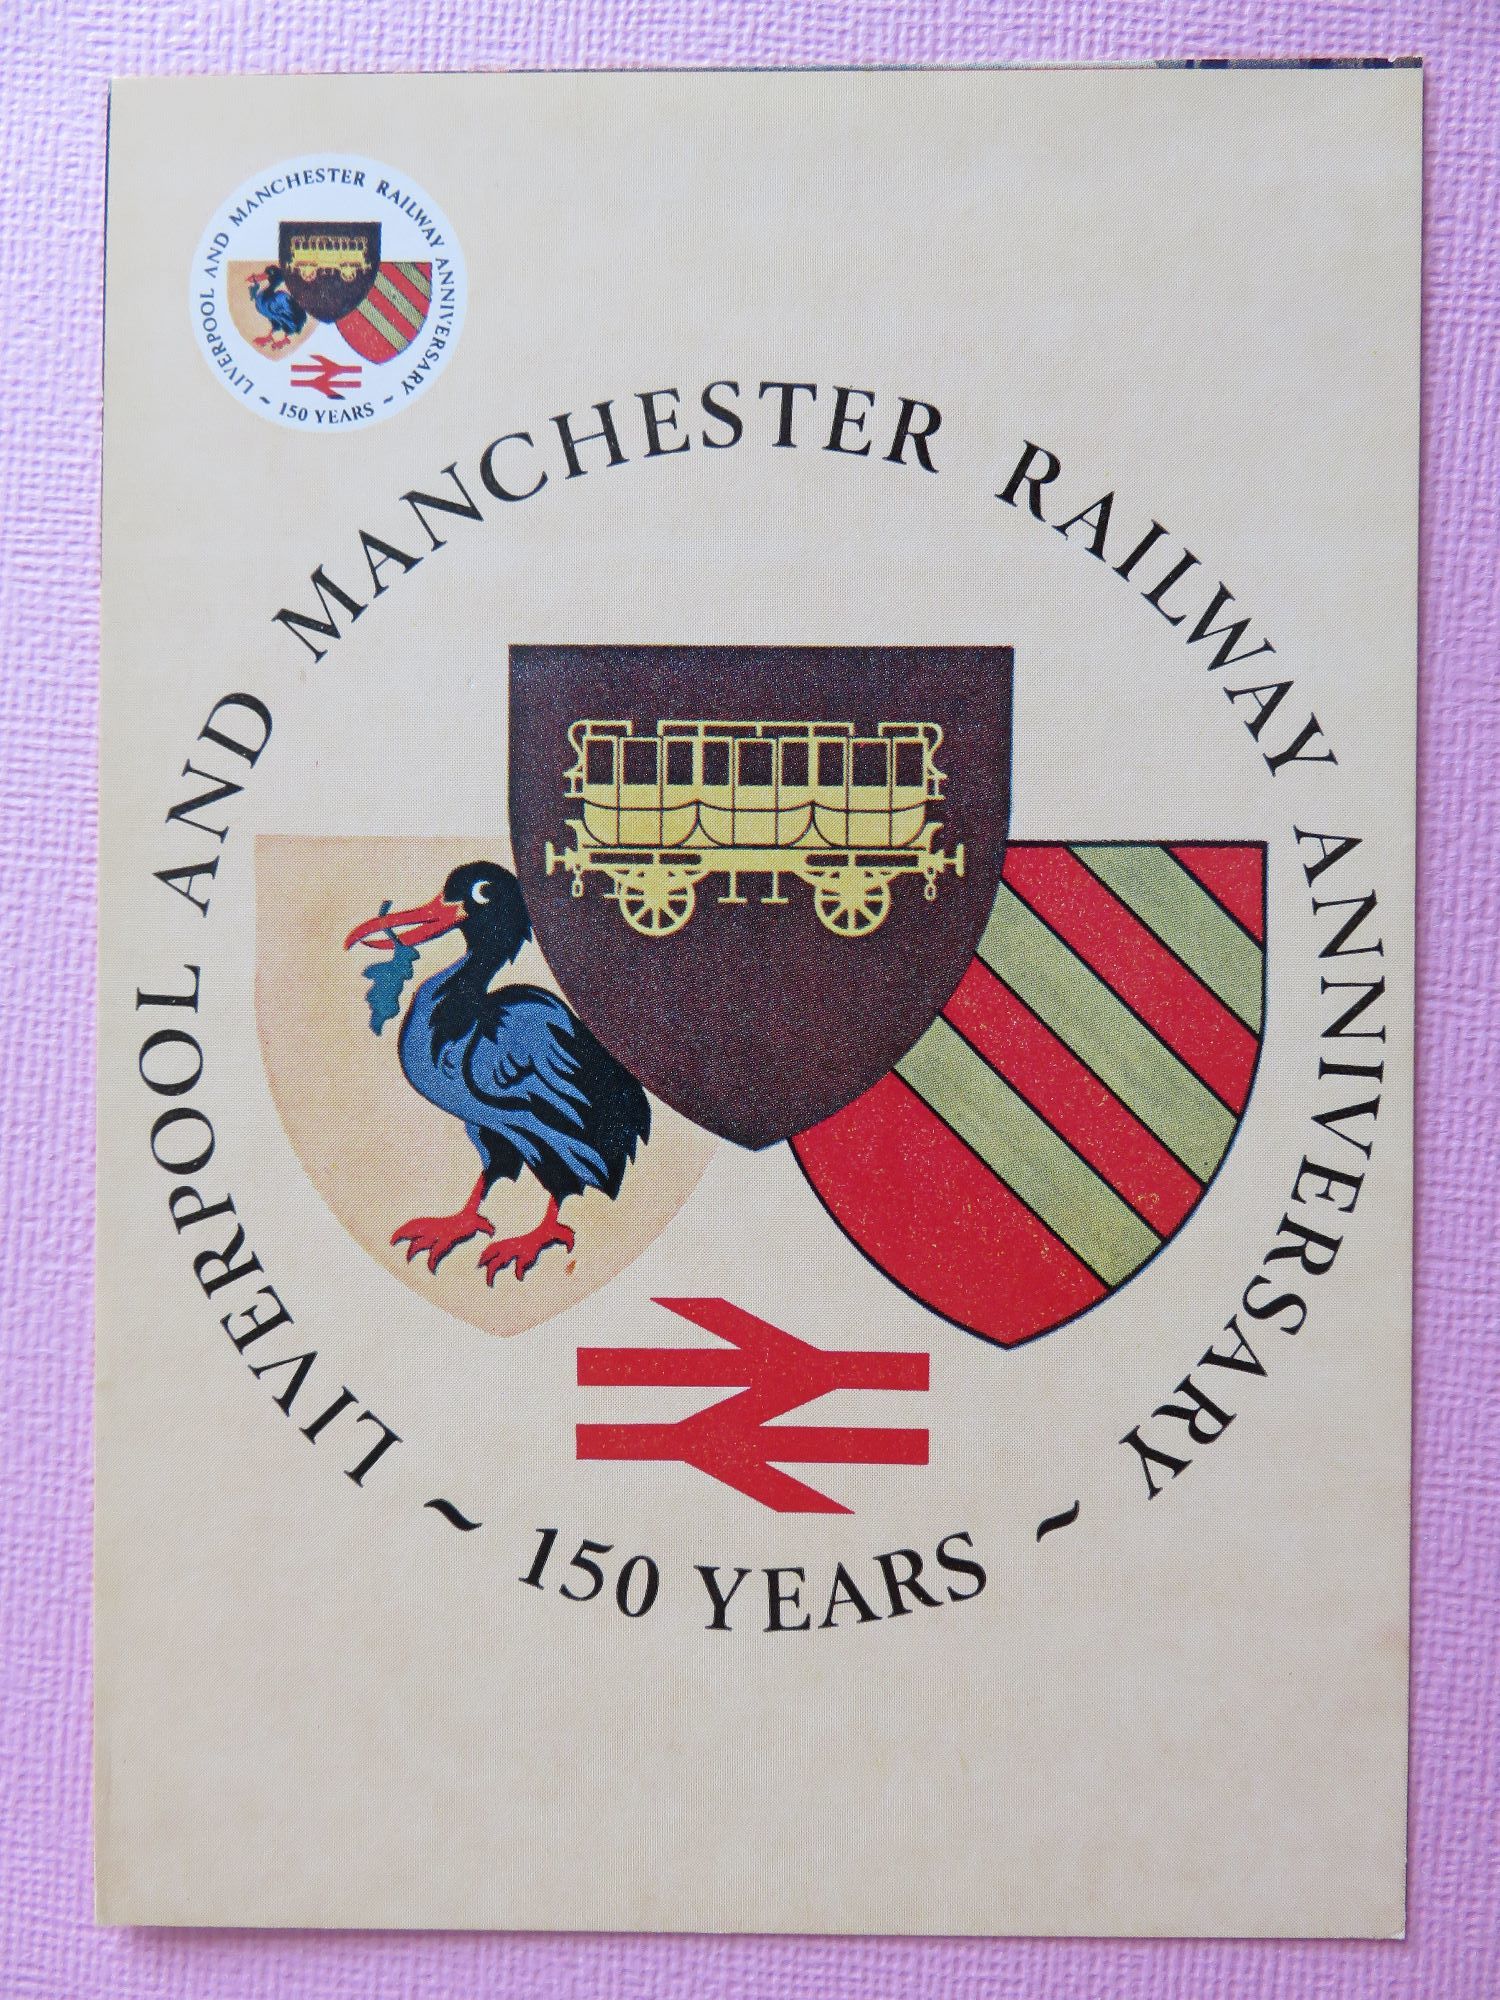 LIVERPOOL AND MANCHESTER RAILWAY ANNIVERSARY
~ 150 YEARS ~
LIVERPOOL AND MANCHESTER RAILWAY ANNIVERSARY
~ 150 YEARS ~